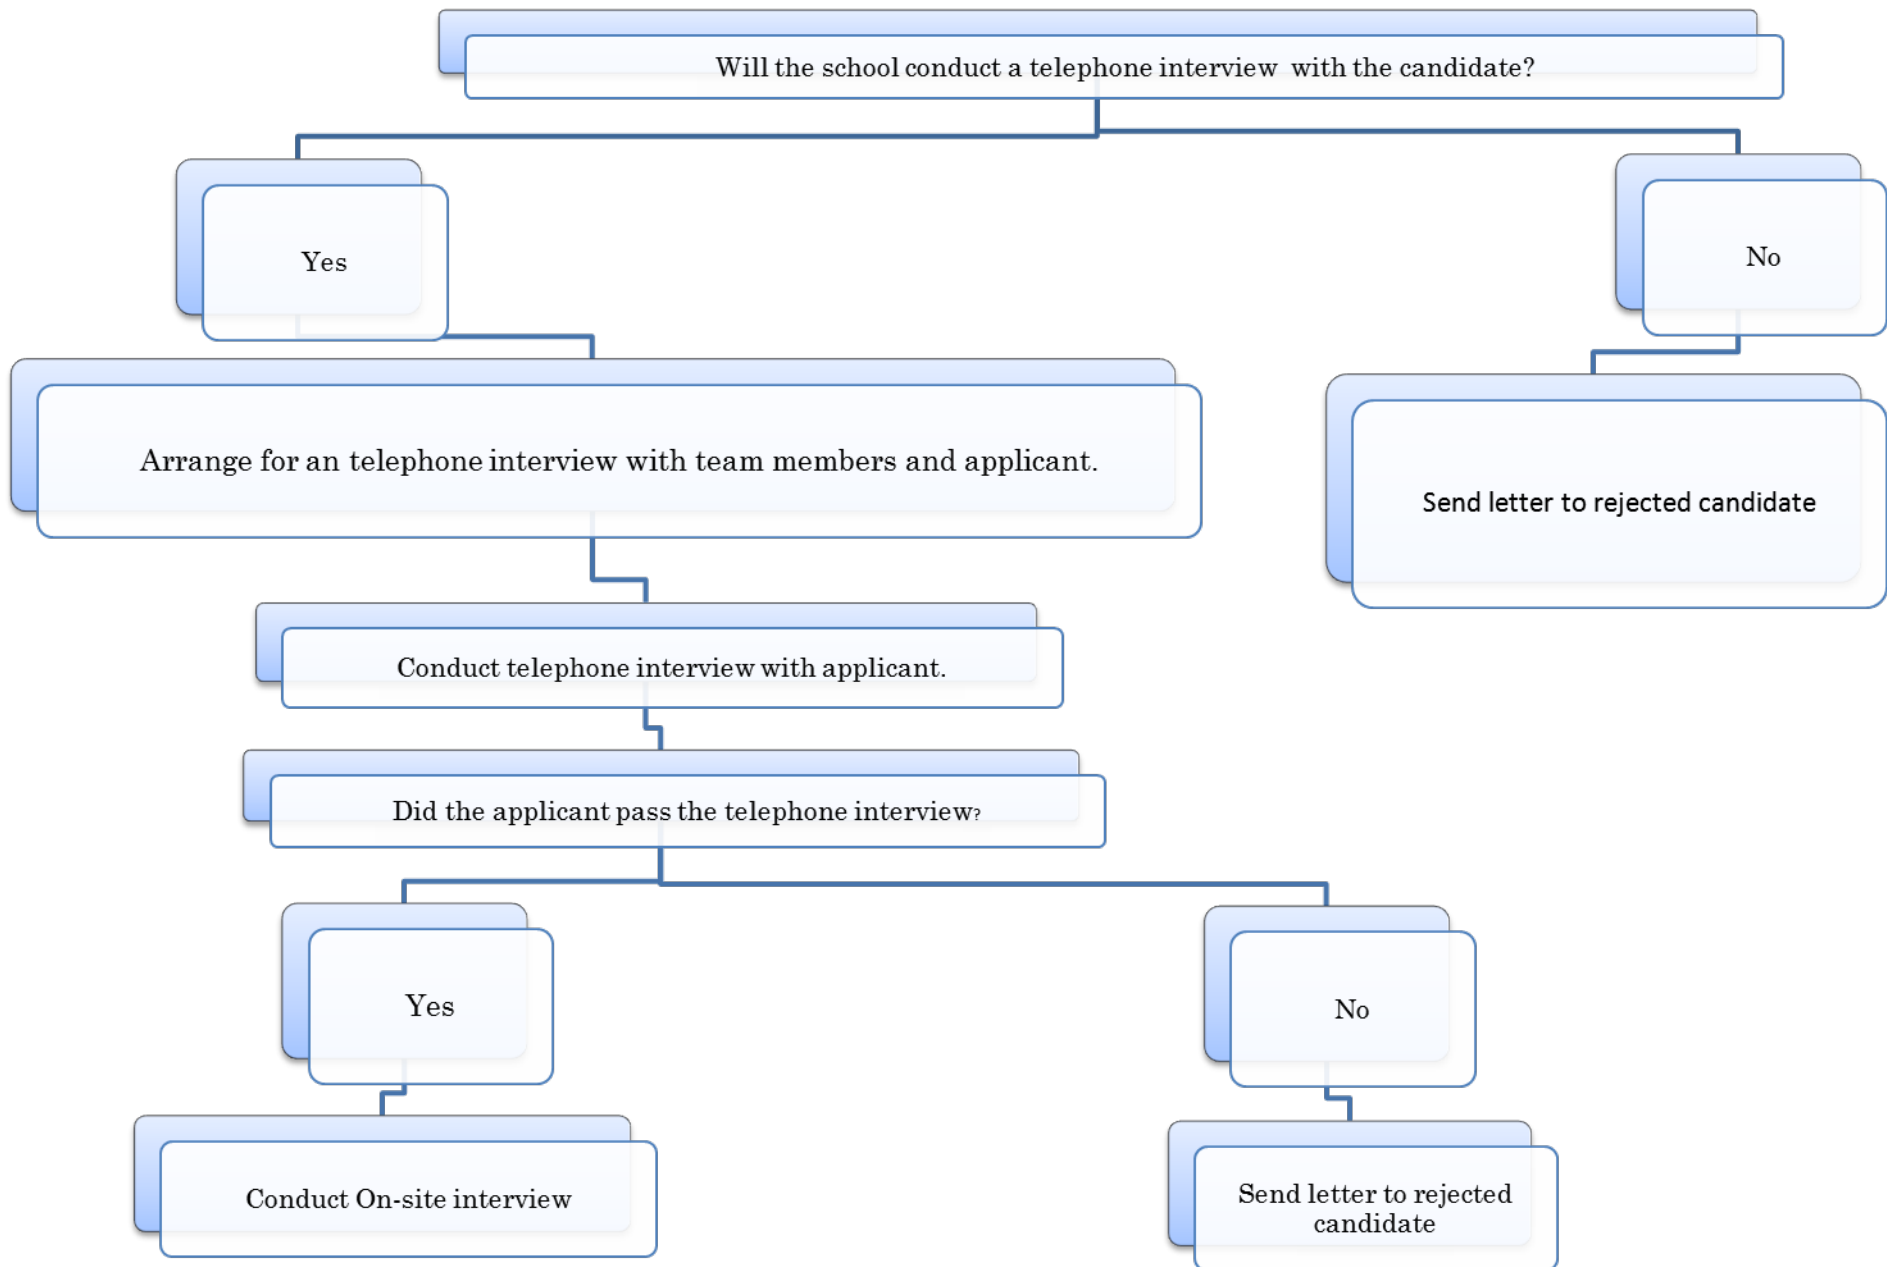 Will the school conduct a telephone interview  with the candidate?
Yes
No
Arrange for an telephone interview with team members and applicant.
Send letter to rejected candidate
Conduct telephone interview with applicant.
Did the applicant pass the telephone interview?
Yes
No
Conduct On-site interview
Send letter to rejected
candidate